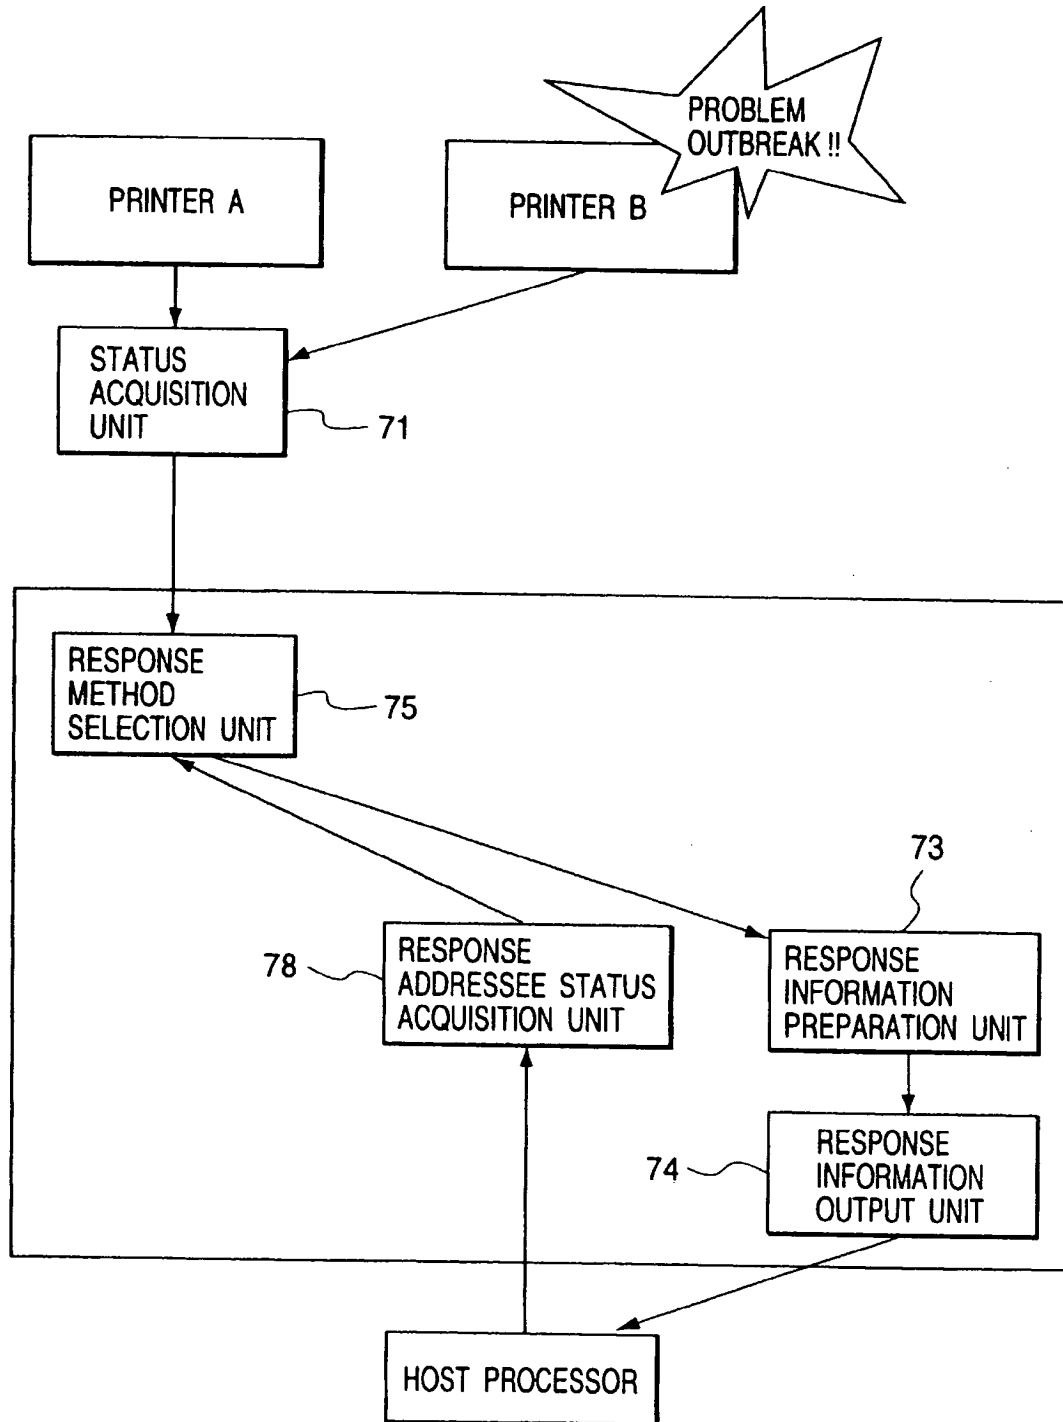 PROBLEM
OUTBREAK !!
PRINTER A
PRINTER B
STATUS
ACQUISITION
UNIT
71
RESPONSE
METHOD
SELECTION UNIT
75
73
78
RESPONSE
ADDRESSEE STATUS
ACQUISITION UNIT
RESPONSE
INFORMATION
PREPARATION UNIT
74
RESPONSE
INFORMATION
OUTPUT UNIT
HOST PROCESSOR